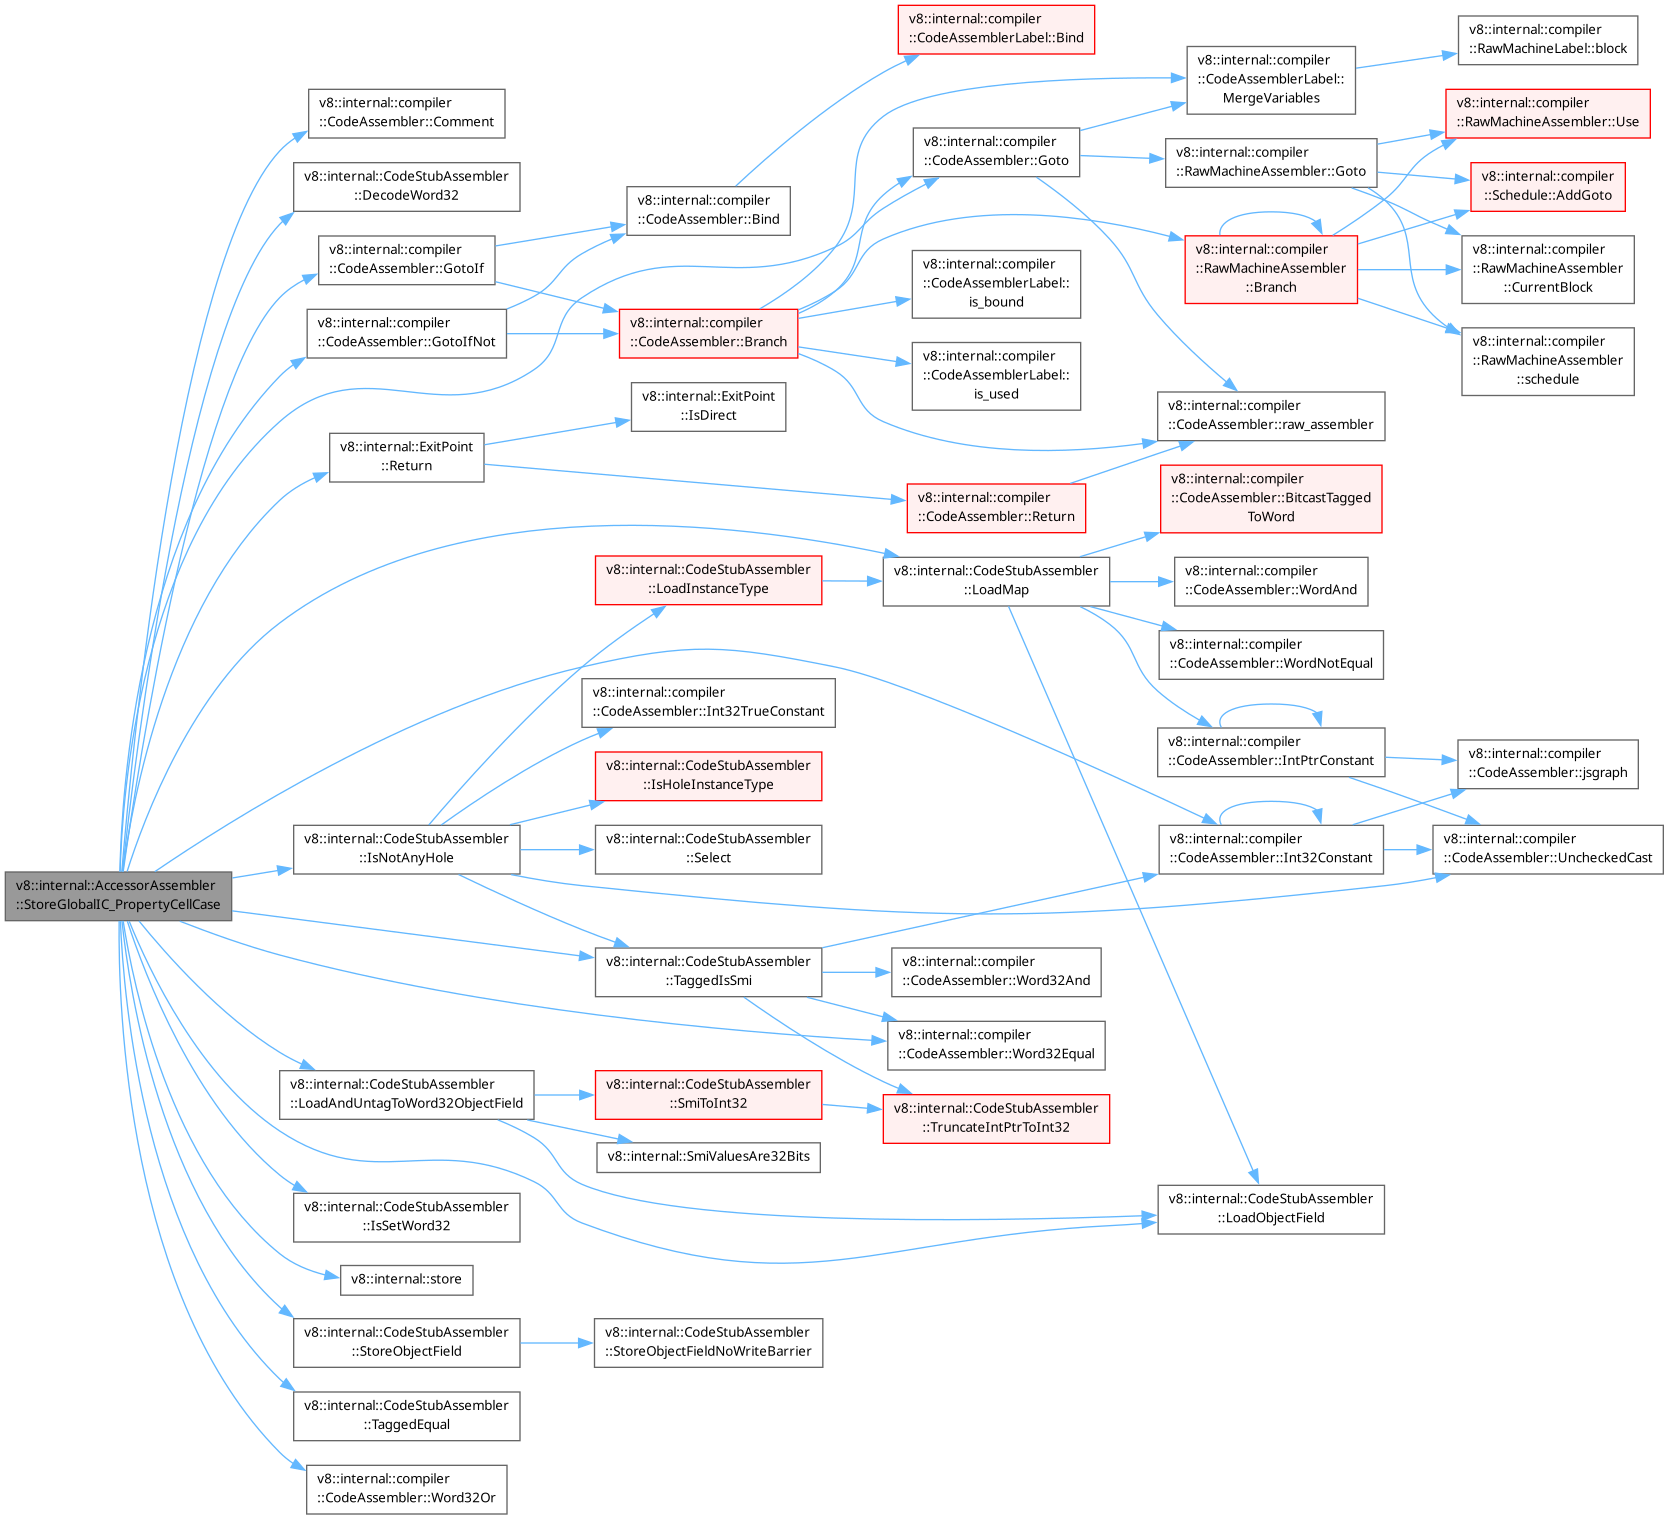 v8::internal::AccessorAssembler
::StoreGlobalIC_PropertyCellCase
v8::internal::compiler
::CodeAssembler::Comment
v8::internal::CodeStubAssembler
::DecodeWord32
v8::internal::compiler
::CodeAssembler::GotoIf
v8::internal::compiler
::CodeAssembler::GotoIfNot
v8::internal::ExitPoint
::Return
v8::internal::CodeStubAssembler
::IsNotAnyHole
v8::internal::CodeStubAssembler
::LoadAndUntagToWord32ObjectField
v8::internal::CodeStubAssembler
::IsSetWord32
v8::internal::store
v8::internal::CodeStubAssembler
::StoreObjectField
v8::internal::CodeStubAssembler
::TaggedEqual
v8::internal::compiler
::CodeAssembler::Word32Or
v8::internal::compiler
::CodeAssembler::Bind
v8::internal::compiler
::CodeAssembler::Branch
v8::internal::ExitPoint
::IsDirect
v8::internal::CodeStubAssembler
::LoadInstanceType
v8::internal::compiler
::CodeAssembler::Int32TrueConstant
v8::internal::CodeStubAssembler
::IsHoleInstanceType
v8::internal::CodeStubAssembler
::Select
v8::internal::CodeStubAssembler
::TaggedIsSmi
v8::internal::CodeStubAssembler
::SmiToInt32
v8::internal::SmiValuesAre32Bits
v8::internal::CodeStubAssembler
::StoreObjectFieldNoWriteBarrier
v8::internal::compiler
::CodeAssemblerLabel::Bind
v8::internal::compiler
::CodeAssembler::Goto
v8::internal::compiler
::CodeAssemblerLabel::
is_bound
v8::internal::compiler
::CodeAssemblerLabel::
is_used
v8::internal::compiler
::CodeAssembler::Return
v8::internal::CodeStubAssembler
::LoadMap
v8::internal::compiler
::CodeAssembler::Word32And
v8::internal::compiler
::CodeAssembler::Word32Equal
v8::internal::CodeStubAssembler
::TruncateIntPtrToInt32
v8::internal::compiler
::CodeAssemblerLabel::
MergeVariables
v8::internal::compiler
::RawMachineAssembler::Goto
v8::internal::compiler
::RawMachineAssembler
::Branch
v8::internal::compiler
::CodeAssembler::raw_assembler
v8::internal::compiler
::CodeAssembler::BitcastTagged
ToWord
v8::internal::compiler
::CodeAssembler::WordAnd
v8::internal::compiler
::CodeAssembler::WordNotEqual
v8::internal::compiler
::CodeAssembler::IntPtrConstant
v8::internal::compiler
::CodeAssembler::Int32Constant
v8::internal::CodeStubAssembler
::LoadObjectField
v8::internal::compiler
::RawMachineLabel::block
v8::internal::compiler
::RawMachineAssembler::Use
v8::internal::compiler
::Schedule::AddGoto
v8::internal::compiler
::RawMachineAssembler
::CurrentBlock
v8::internal::compiler
::RawMachineAssembler
::schedule
v8::internal::compiler
::CodeAssembler::jsgraph
v8::internal::compiler
::CodeAssembler::UncheckedCast